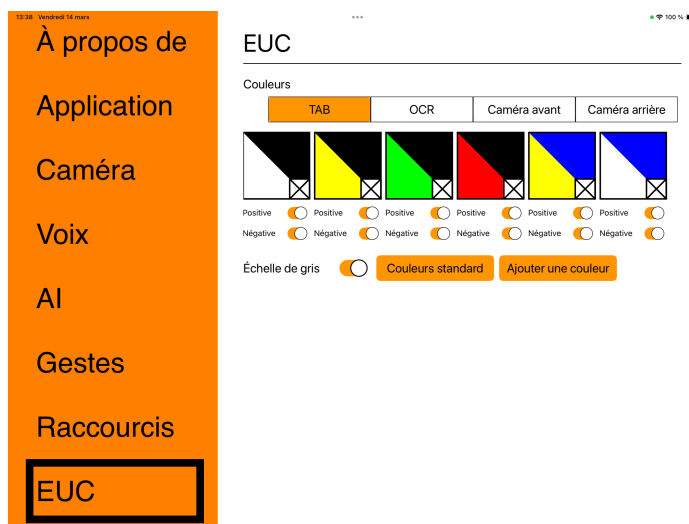 13:38 Vendredi 14 mars
100 %
À propos de
Application
Caméra
Voix
AI
Gestes
Raccourcis
EUC
EUC
Couleurs
TAB OCR Caméra avant Caméra arrière
Positive Positive Positive Positive Positive Positive
Négative Négative Négative Négative Négative Négative
Échelle de gris Couleurs standard Ajouter une couleur